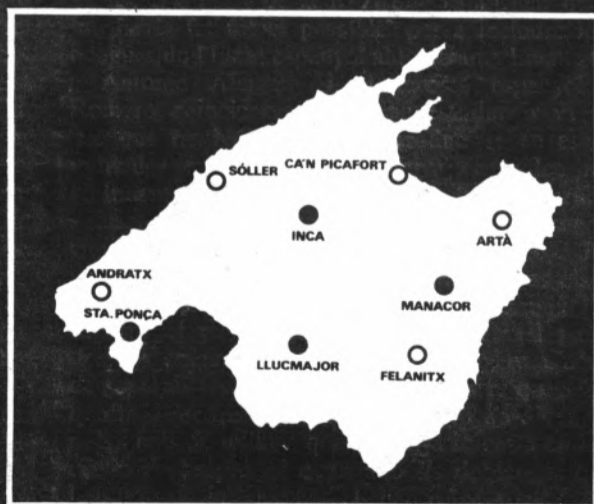 SÓLLER
CA'N PICAFORT
INCA
ARTÀ
ANDRATX
STA. PONÇA
MANACOR
LLUCMAJOR
FELANITX